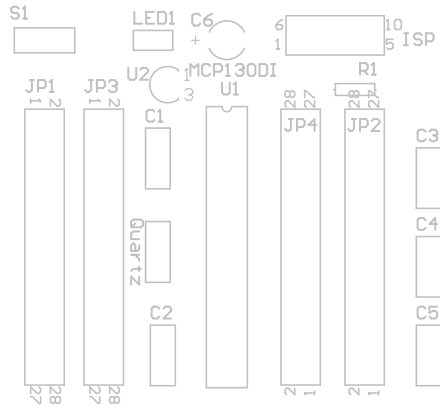 S1
LED1
C6
+
6
10
1
5
ISP
U2
1
3
MCP130DI
U1
R1
JP1
JP3
1
2
1
2
28
27
28
27
C1
JP4
JP2
C3
Quartz
C4
C2
C5
27
28
27
28
2
1
2
1